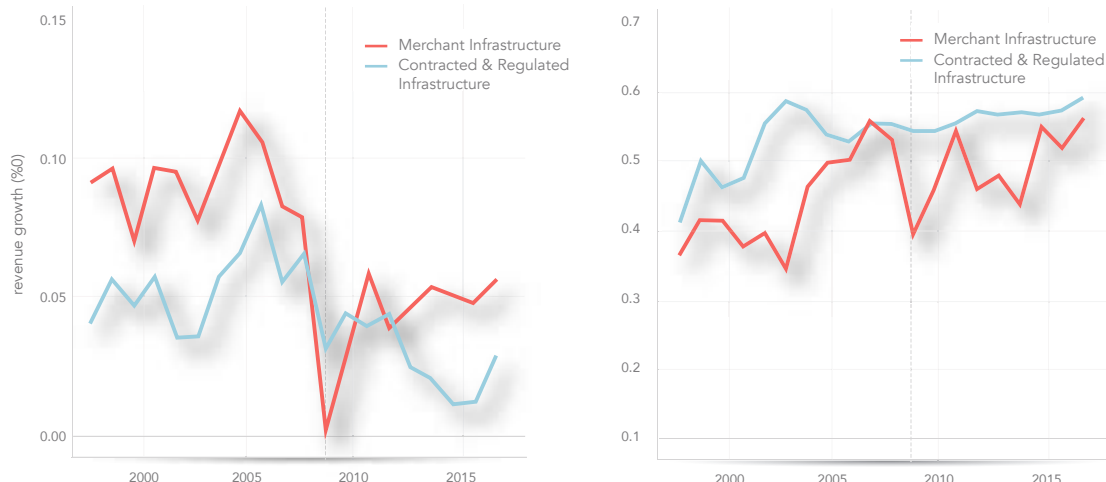 0.15
Merchant Infrastructure
Contracted & Regulated
Infrastructure
0.10
revenue growth (%0)
0.05
0.00
2000 2005 2010 2015
0.7
Merchant Infrastructure
Contracted & Regulated
Infrastructure
0.6
0.5
0.4
0.3
0.2
0.1
2000 2005 2010 2015